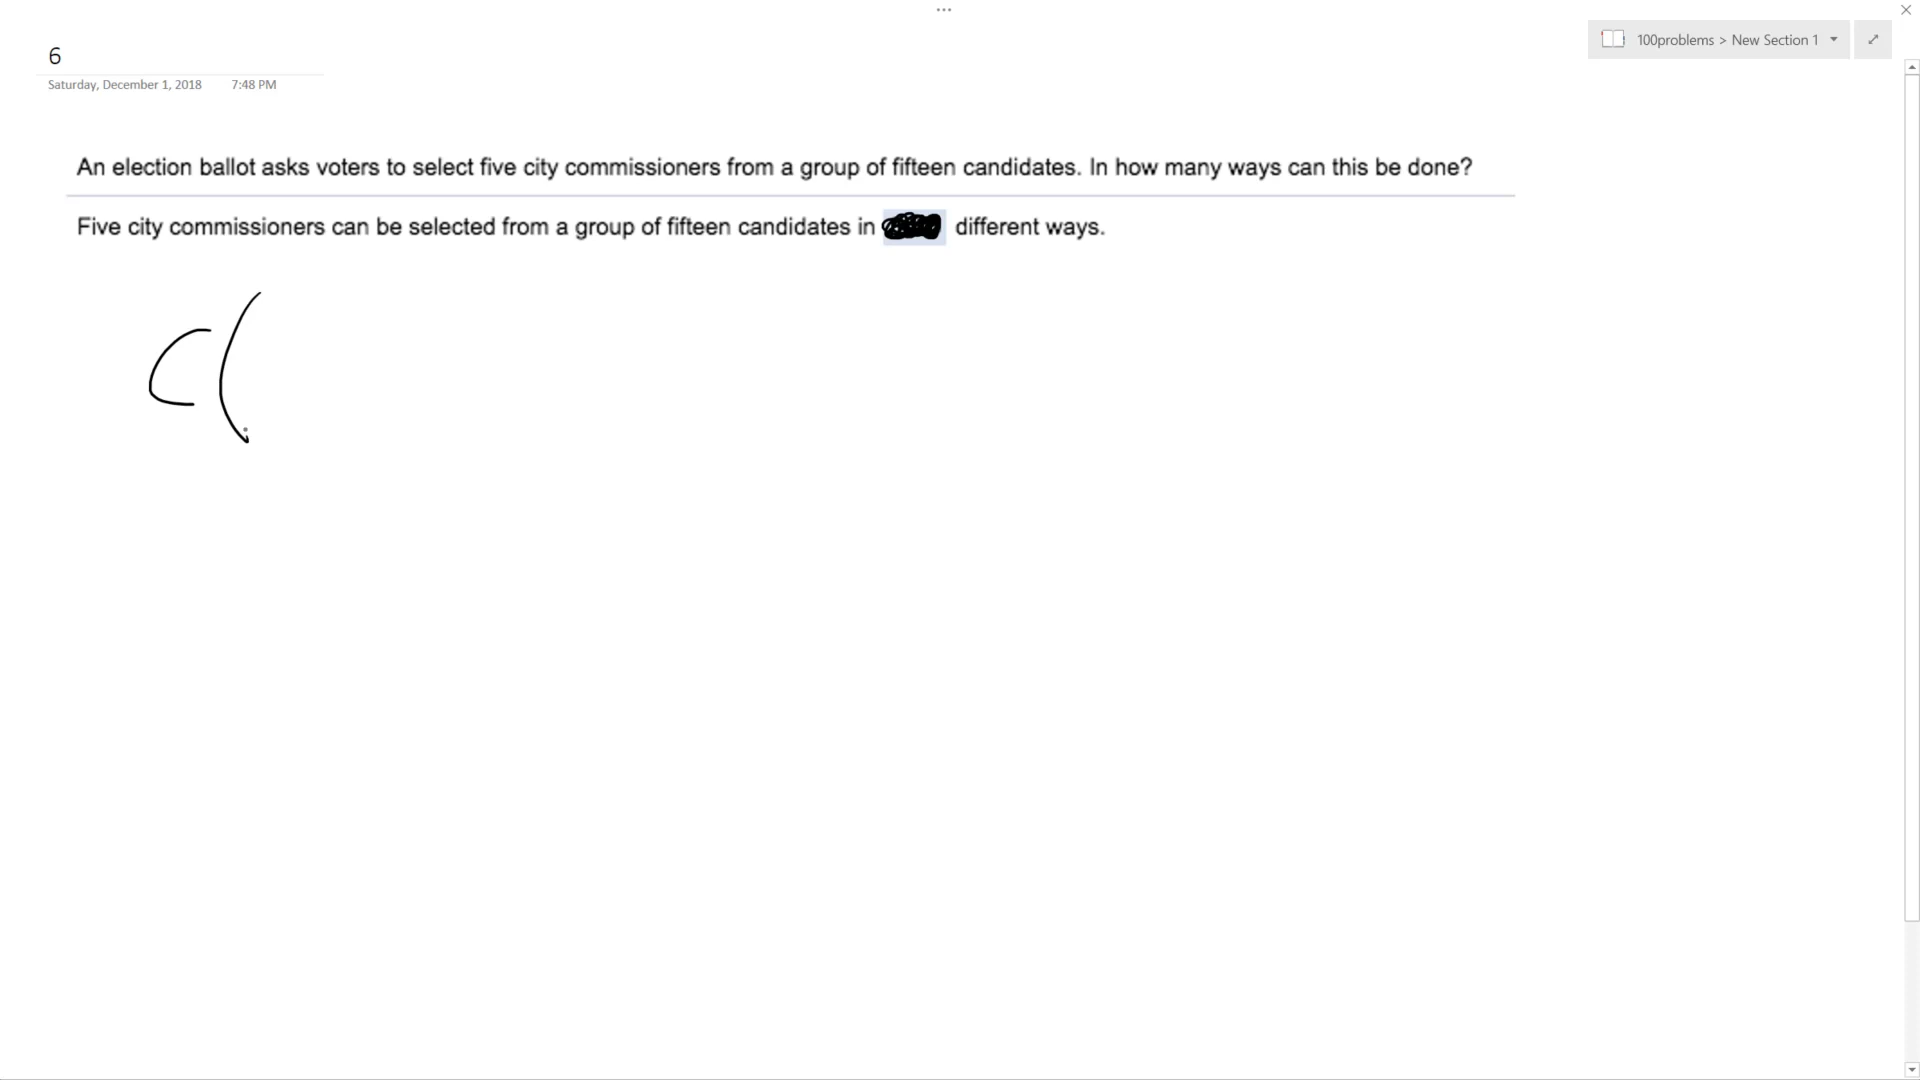 100problems > New Section 1
6
Saturday, December 1, 2018 7:48 PM
An election ballot asks voters to select five city commissioners from a group of fifteen candidates. In how many ways can this be done?
Five city commissioners can be selected from a group of fifteen candidates in different ways.
C(